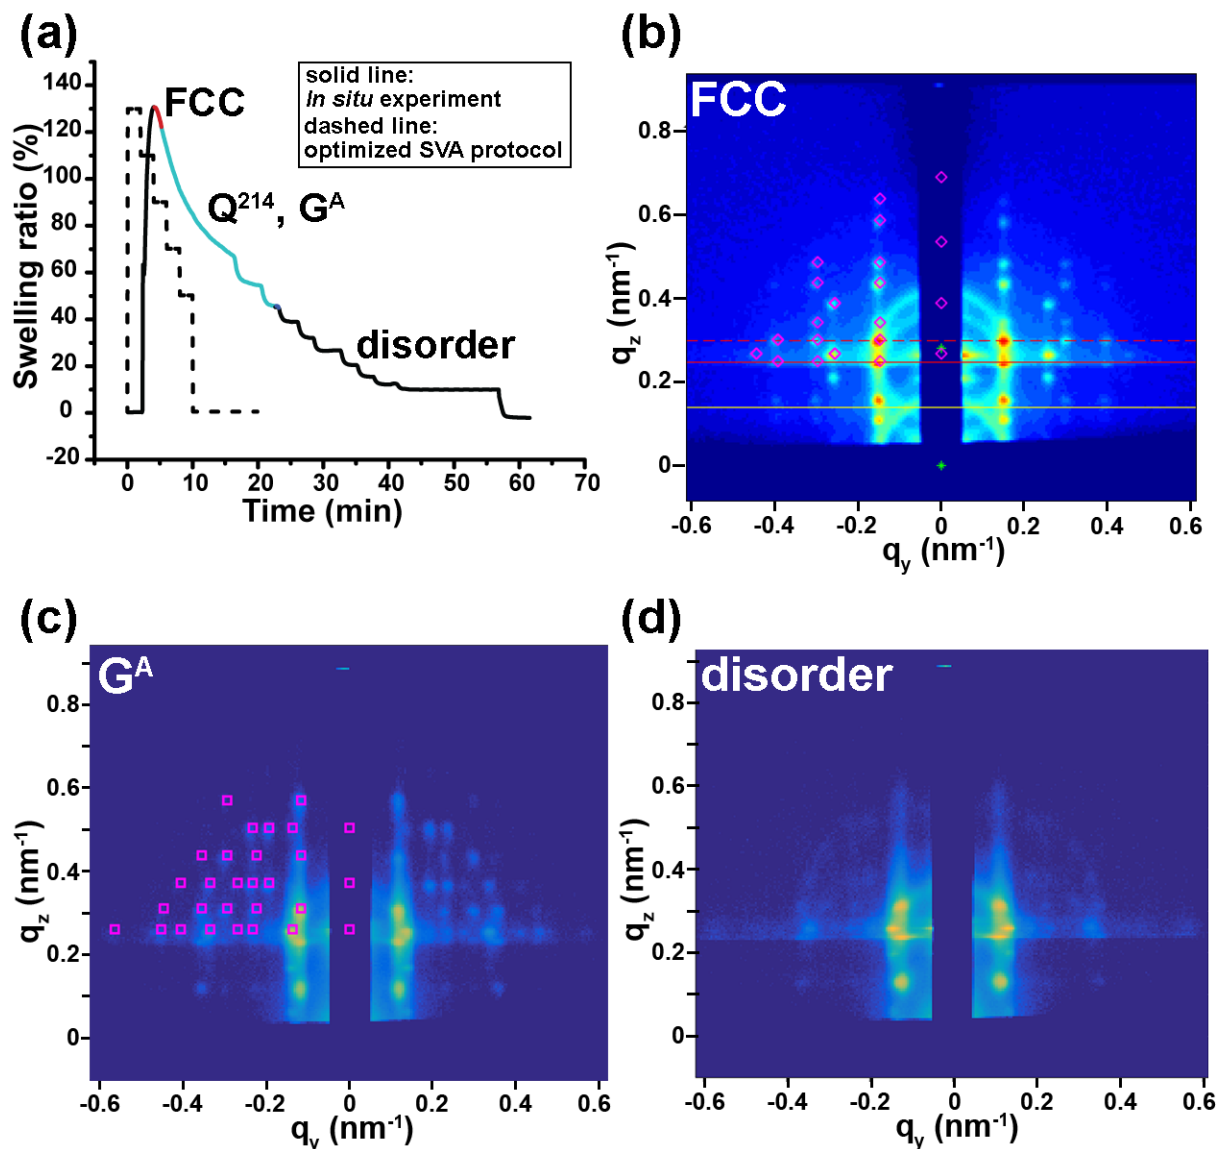 (a)
140
120
100
80
60
40
20
0
-20
Swelling ratio (%)
FCC
solid line:
In situ experiment
dashed line:
optimized SVA protocol
Q²¹⁴, Gᴬ
disorder
0 10 20 30 40 50 60 70
Time (min)
(b)
FCC
0.8
0.6
0.4
0.2
0
q_z (nm⁻¹)
-0.6 -0.4 -0.2 0 0.2 0.4 0.6
q_y (nm⁻¹)
(c)
Gᴬ
0.8
0.6
0.4
0.2
0
q_z (nm⁻¹)
-0.6 -0.4 -0.2 0 0.2 0.4 0.6
q_y (nm⁻¹)
(d)
disorder
0.8
0.6
0.4
0.2
0
q_z (nm⁻¹)
-0.6 -0.4 -0.2 0 0.2 0.4 0.6
q_y (nm⁻¹)